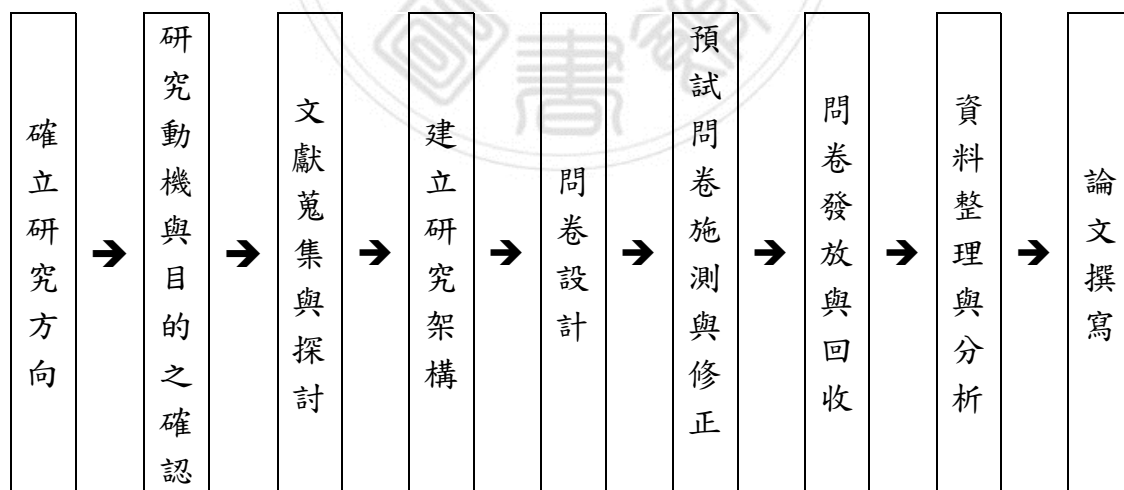 確立研究方向
研究動機與目的之確認
文獻蒐集與探討
建立研究架構
問卷設計
預試問卷施測與修正
問卷發放與回收
資料整理與分析
論文撰寫